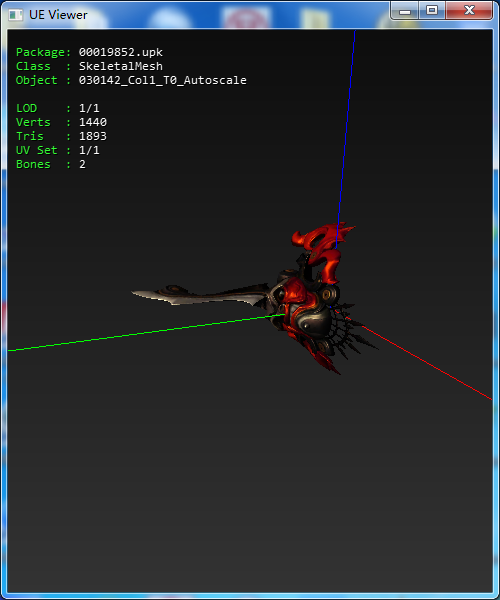 UE Viewer
Package: 00019852.upk
Class : SkeletalMesh
Object : 030142_Col1_T0_Autoscale
LOD : 1/1
Verts : 1440
Tris : 1893
UV Set : 1/1
Bones : 2